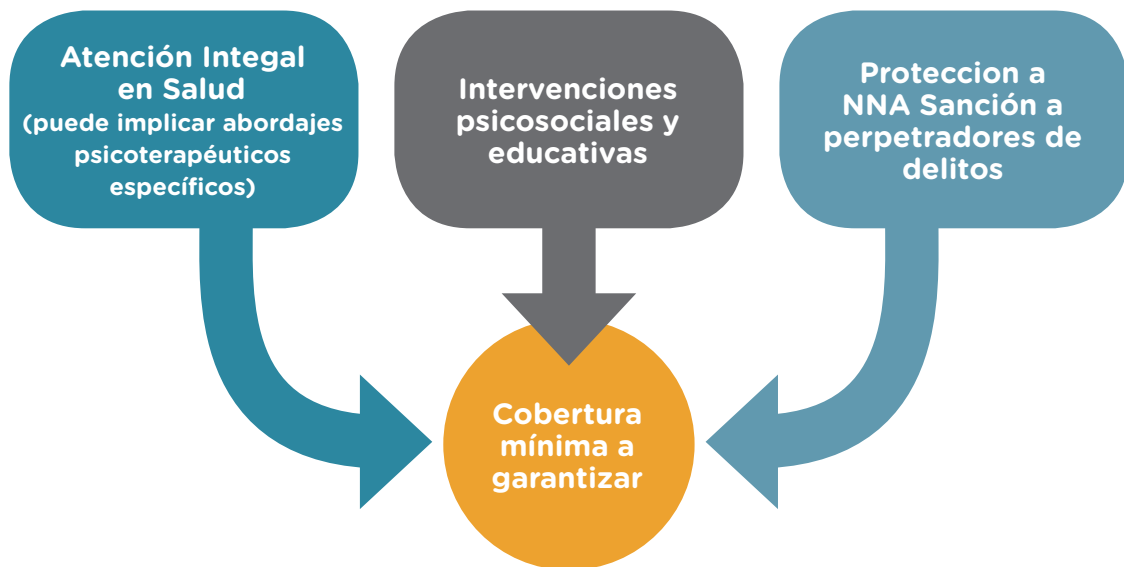 Atención Integal
en Salud
(puede implicar abordajes
psicoterapéuticos
específicos)
Intervenciones
psicosociales y
educativas
Proteccion a
NNA Sanción a
perpetradores de
delitos
Cobertura
mínima a
garantizar